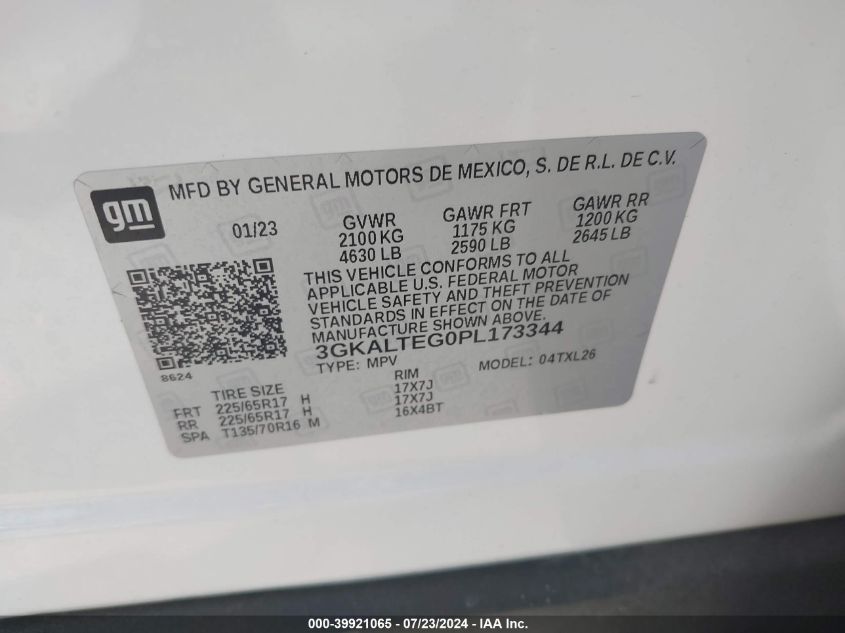 MFD BY GENERAL MOTORS DE MEXICO, S. DE R.L. DE C.V.
gm
01/23 GVWR GAWR FRT GAWR RR
2100 KG 1175 KG 1200 KG
4630 LB 2590 LB 2645 LB
THIS VEHICLE CONFORMS TO ALL
APPLICABLE U.S. FEDERAL MOTOR
VEHICLE SAFETY AND THEFT PREVENTION
STANDARDS IN EFFECT ON THE DATE OF
MANUFACTURE SHOWN ABOVE.
3GKALTEG0PL173344
8624
TYPE: MPV MODEL: 04TXL26
TIRE SIZE RIM
FRT 225/65R17 H 17X7J
RR 225/65R17 H 17X7J
SPA T135/70R16 M 16X4BT
000-39921065 - 07/23/2024 - IAA Inc.